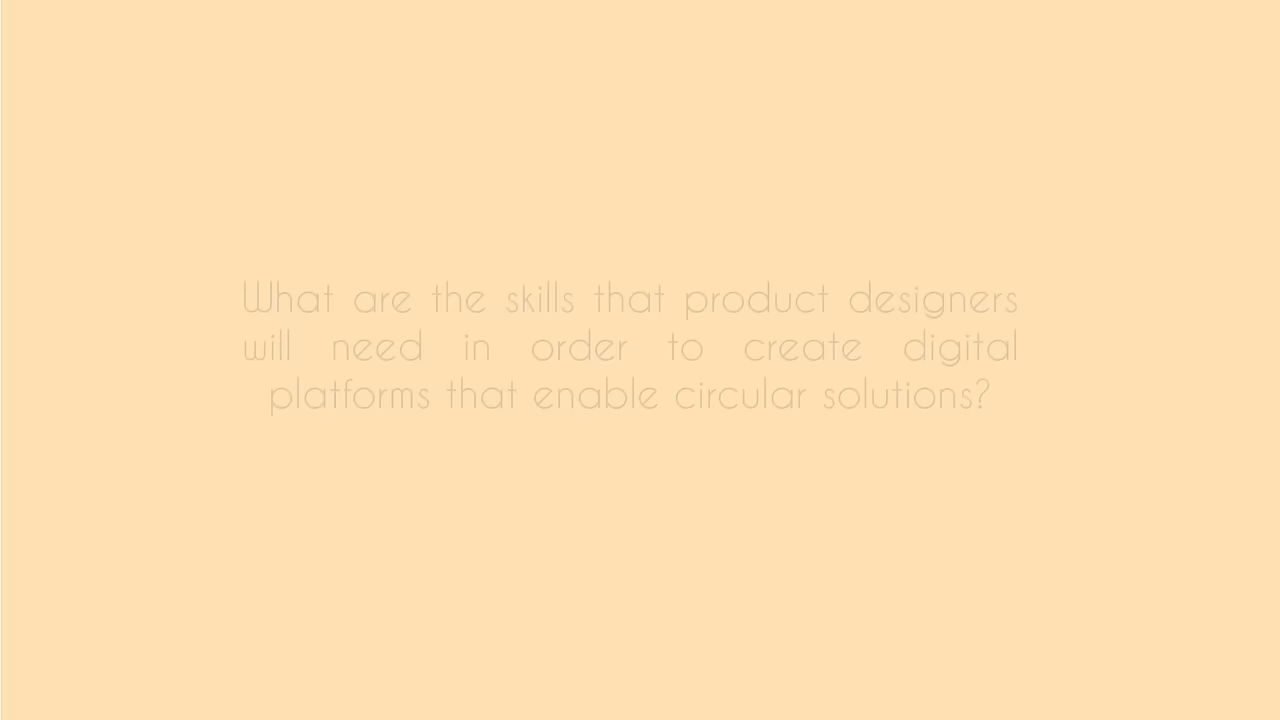 What are the skills that product designers
will need in order to create digital
platforms that enable circular solutions?